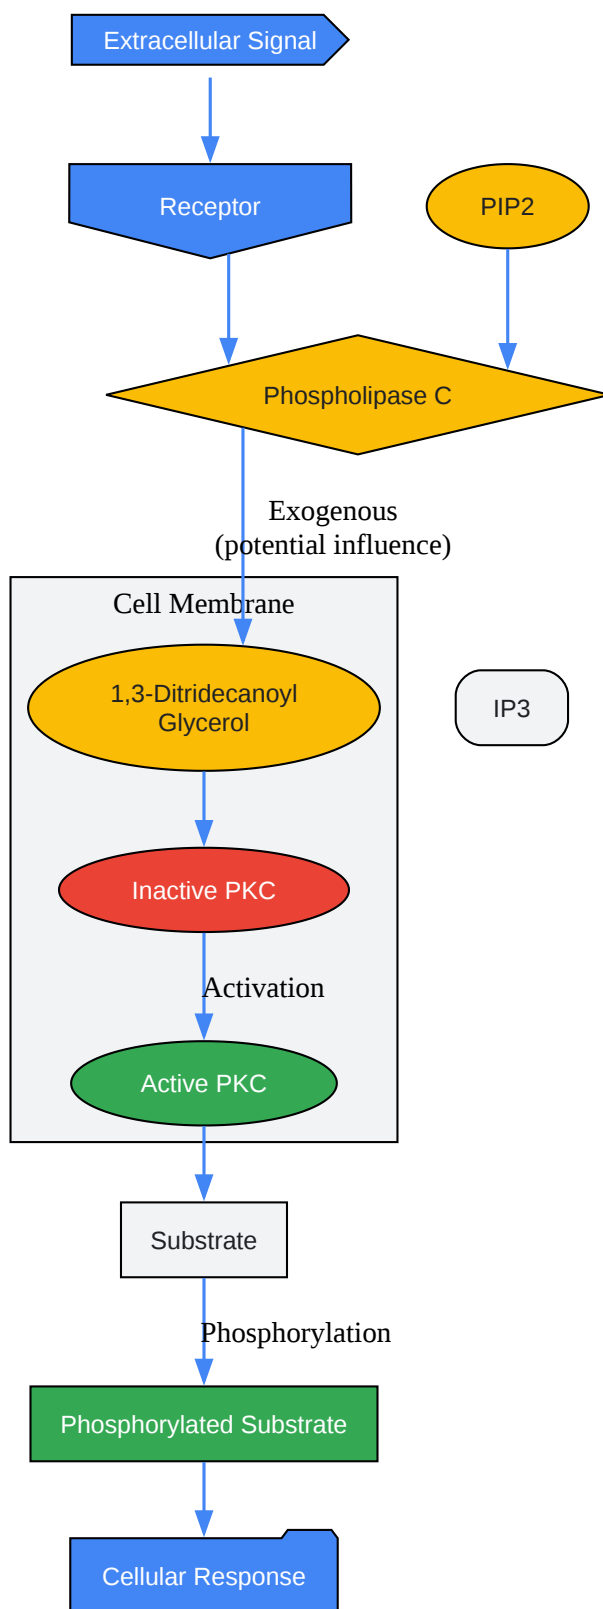 Extracellular Signal
Receptor
PIP2
Phospholipase C
Exogenous
(potential influence)
Cell Membrane
1,3-Ditridecanoyl
Glycerol
IP3
Inactive PKC
Activation
Active PKC
Substrate
Phosphorylation
Phosphorylated Substrate
Cellular Response